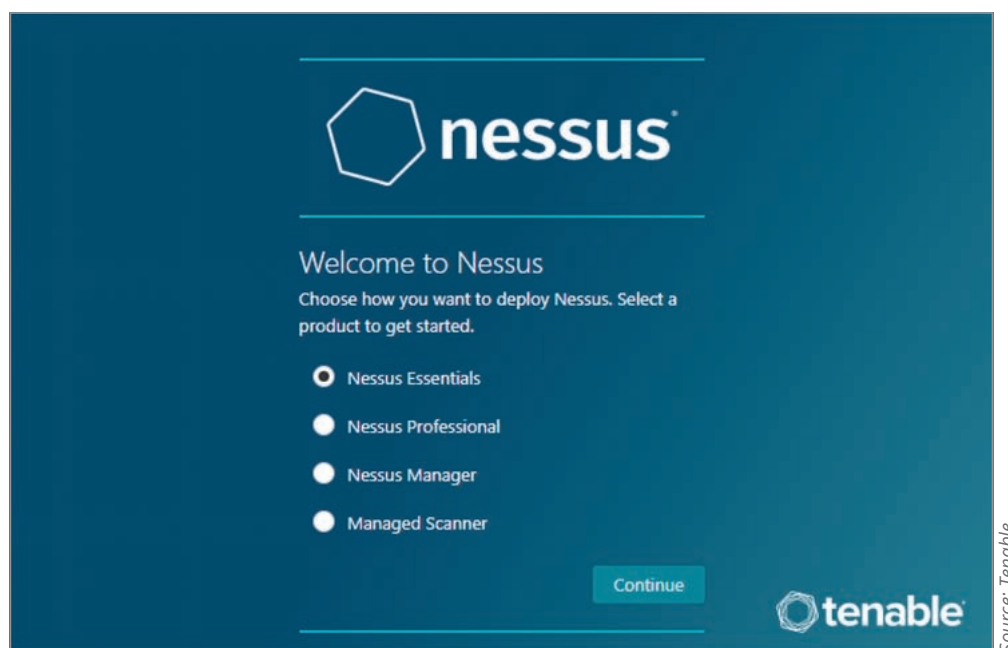 nessus®
Welcome to Nessus
Choose how you want to deploy Nessus. Select a
product to get started.
Nessus Essentials
Nessus Professional
Nessus Manager
Managed Scanner
Continue
tenable®
Source: Tenable